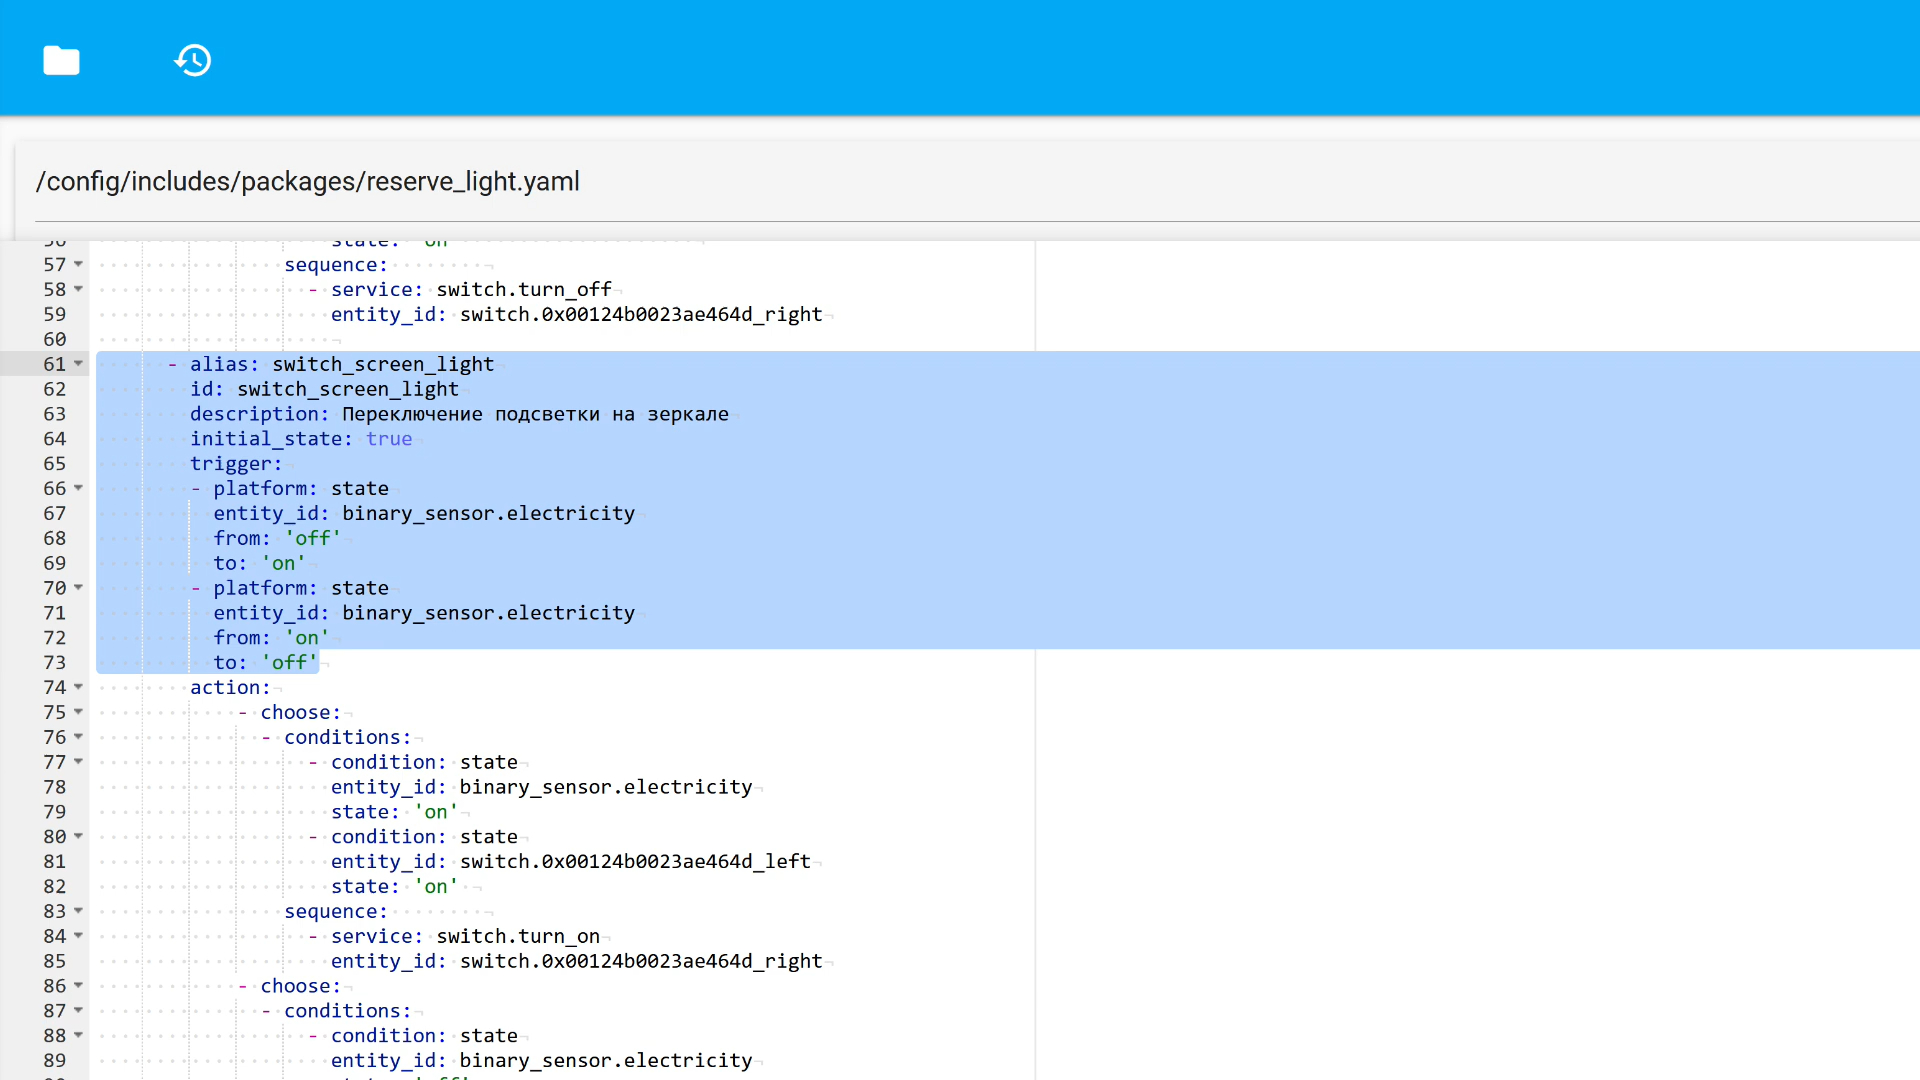 /config/includes/packages/reserve_light.yaml
57 sequence:
58 - service: switch.turn_off
59 entity_id: switch.0x00124b0023ae464d_right
60
61 - alias: switch_screen_light
62 id: switch_screen_light
63 description: Переключение подсветки на зеркале
64 initial_state: true
65 trigger:
66 - platform: state
67 entity_id: binary_sensor.electricity
68 from: 'off'
69 to: 'on'
70 - platform: state
71 entity_id: binary_sensor.electricity
72 from: 'on'
73 to: 'off'
74 action:
75 - choose:
76 - conditions:
77 - condition: state
78 entity_id: binary_sensor.electricity
79 state: 'on'
80 - condition: state
81 entity_id: switch.0x00124b0023ae464d_left
82 state: 'on'
83 sequence:
84 - service: switch.turn_on
85 entity_id: switch.0x00124b0023ae464d_right
86 - choose:
87 - conditions:
88 - condition: state
89 entity_id: binary_sensor.electricity